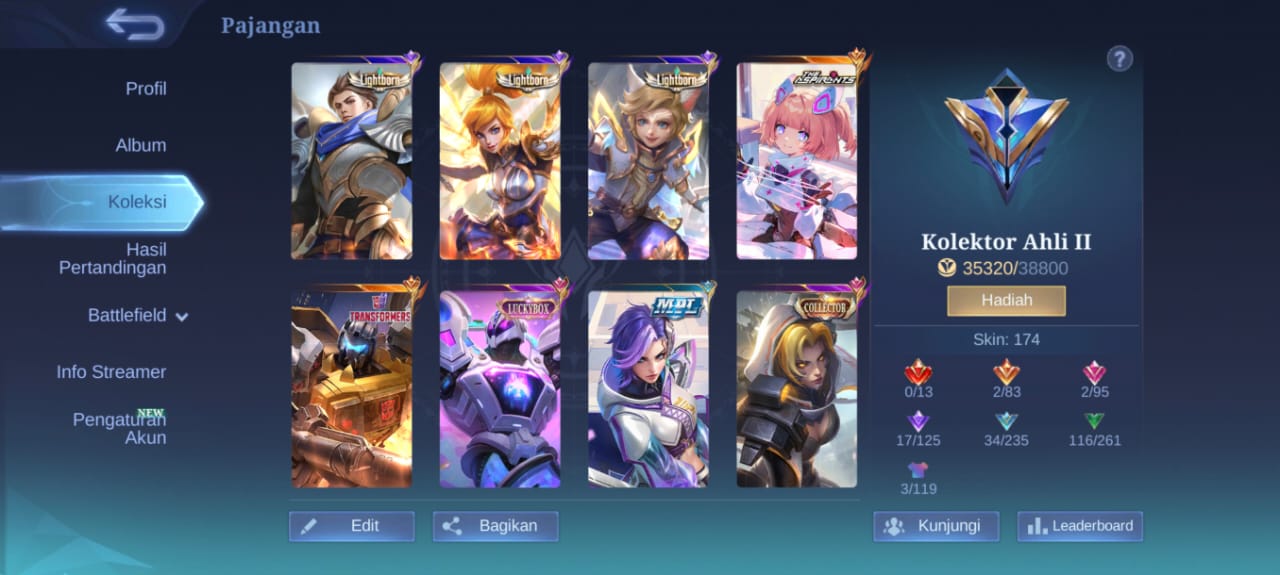 Pajangan
Profil
Album
Koleksi
Hasil
Pertandingan
Battlefield
Info Streamer
NEW
Pengaturan
Akun
Lightborn
Lightborn
Lightborn
THE ASPIRANTS
TRANSFORMERS
LUCKYBOX
MPL
COLLECTOR
Edit
Bagikan
?
Kolektor Ahli II
35320/38800
Hadiah
Skin: 174
0/13
2/83
2/95
17/125
34/235
116/261
3/119
Kunjungi
Leaderboard